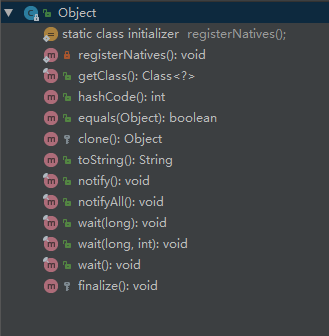 Object
static class initializer registerNatives();
registerNatives(): void
getClass(): Class<?>
hashCode(): int
equals(Object): boolean
clone(): Object
toString(): String
notify(): void
notifyAll(): void
wait(long): void
wait(long, int): void
wait(): void
finalize(): void